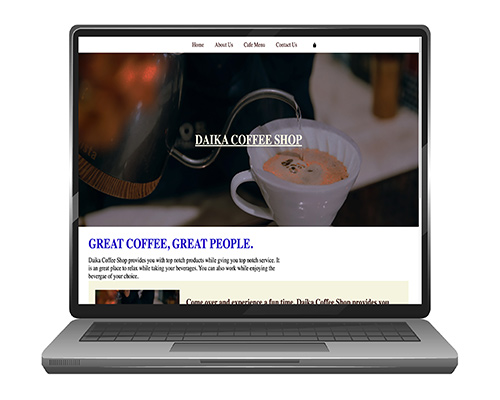 Home About Us Cafe Menu Contact Us
DAIKA COFFEE SHOP
GREAT COFFEE, GREAT PEOPLE.
Daika Coffee Shop provides you with top notch products while giving you top notch service. It
is an great place to relax while taking your beverages. You can also work while enjoying the
bevergae of your choice.
Come over and experience a fun time. Daika Coffee Shop provides you